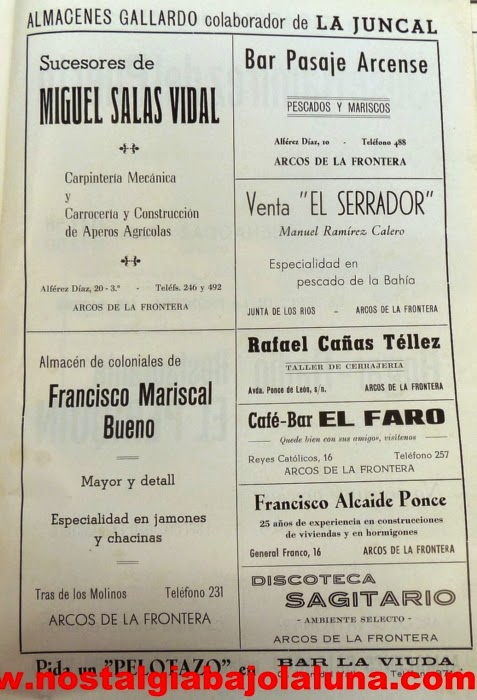 ALMACENES GALLARDO colaborador de LA JUNCAL
Sucesores de
MIGUEL SALAS VIDAL
Carpintería Mecánica
y
Carrocería y Construcción
de Aperos Agrícolas
Alférez Díaz, 20 - 3.º - Teléfs. 246 y 492
ARCOS DE LA FRONTERA
Almacén de coloniales de
Francisco Mariscal
Bueno
Mayor y detall
Especialidad en jamones
y chacinas
Tras de los Molinos Teléfono 231
ARCOS DE LA FRONTERA
Bar Pasaje Arcense
PESCADOS Y MARISCOS
Alférez Díaz, 10 - Teléfono 488
ARCOS DE LA FRONTERA
Venta "EL SERRADOR"
Manuel Ramírez Calero
Especialidad en
pescado de la Bahía
JUNTA DE LOS RIOS - ARCOS DE LA FRONTERA
Rafael Cañas Téllez
TALLER DE CERRAJERIA
Avda. Ponce de León, s/n. ARCOS DE LA FRONTERA
Café-Bar EL FARO
Quede bien con sus amigos, visítenos
Reyes Católicos, 16 Teléfono 257
ARCOS DE LA FRONTERA
Francisco Alcaide Ponce
25 años de experiencia en construcciones
de viviendas y en hormigones
General Franco, 16 ARCOS DE LA FRONTERA
DISCOTECA
SAGITARIO
- AMBIENTE SELECTO -
ARCOS DE LA FRONTERA
Pida un "PELOTAZO" en BAR LA VIUDA
w.nostalgiabajolaluna.com